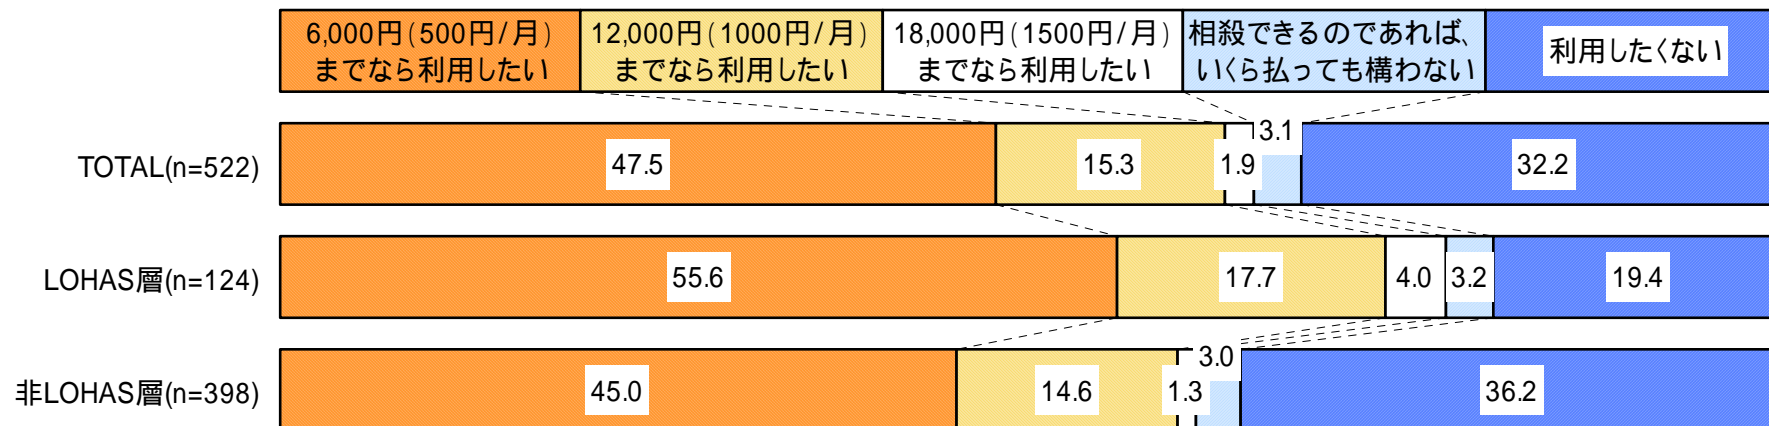 6,000円(500円/月)
までなら利用したい
12,000円(1000円/月)
までなら利用したい
18,000円(1500円/月)
までなら利用したい
相殺できるのであれば、
いくら払っても構わない
利用したくない
TOTAL(n=522)
47.5
15.3
1.9
3.1
32.2
LOHAS層(n=124)
55.6
17.7
4.0
3.2
19.4
非LOHAS層(n=398)
45.0
14.6
1.3
3.0
36.2